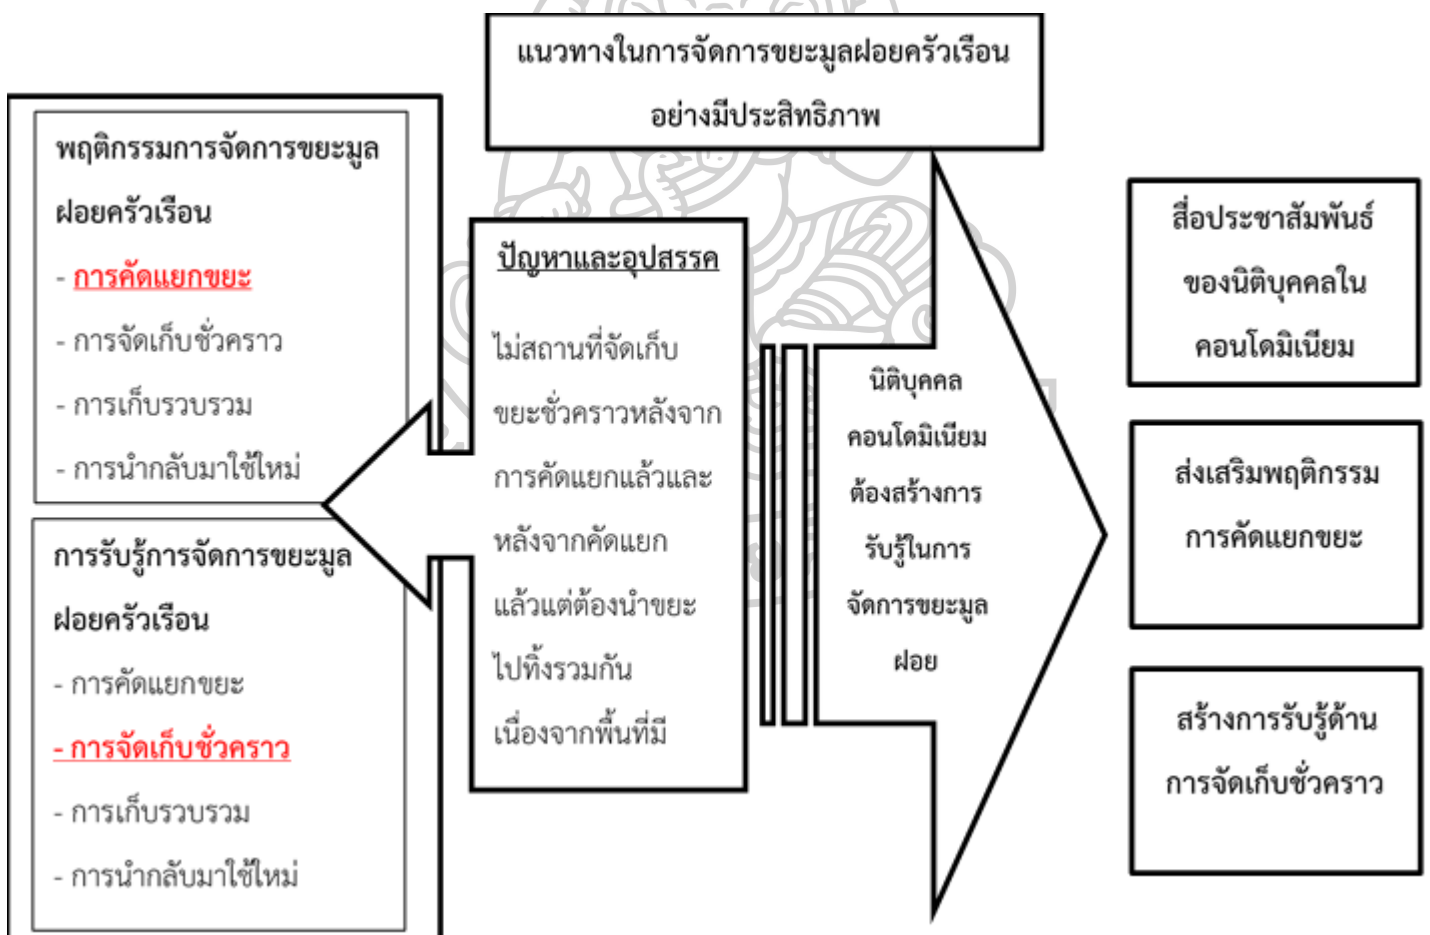 แนวทางในการจัดการขยะมูลฝอยครัวเรือน
อย่างมีประสิทธิภาพ
พฤติกรรมการจัดการขยะมูล
ฝอยครัวเรือน
- การคัดแยกขยะ
- การจัดเก็บชั่วคราว
- การเก็บรวบรวม
- การนำกลับมาใช้ใหม่
การรับรู้การจัดการขยะมูล
ฝอยครัวเรือน
- การคัดแยกขยะ
- การจัดเก็บชั่วคราว
- การเก็บรวบรวม
- การนำกลับมาใช้ใหม่
ปัญหาและอุปสรรค
ไม่สถานที่จัดเก็บ
ขยะชั่วคราวหลังจาก
การคัดแยกแล้วและ
หลังจากคัดแยก
แล้วแต่ต้องนำขยะ
ไปทิ้งรวมกัน
เนื่องจากพื้นที่มี
นิติบุคคล
คอนโดมิเนียม
ต้องสร้างการ
รับรู้ในการ
จัดการขยะมูล
ฝอย
สื่อประชาสัมพันธ์
ของนิติบุคคลใน
คอนโดมิเนียม
ส่งเสริมพฤติกรรม
การคัดแยกขยะ
สร้างการรับรู้ด้าน
การจัดเก็บชั่วคราว